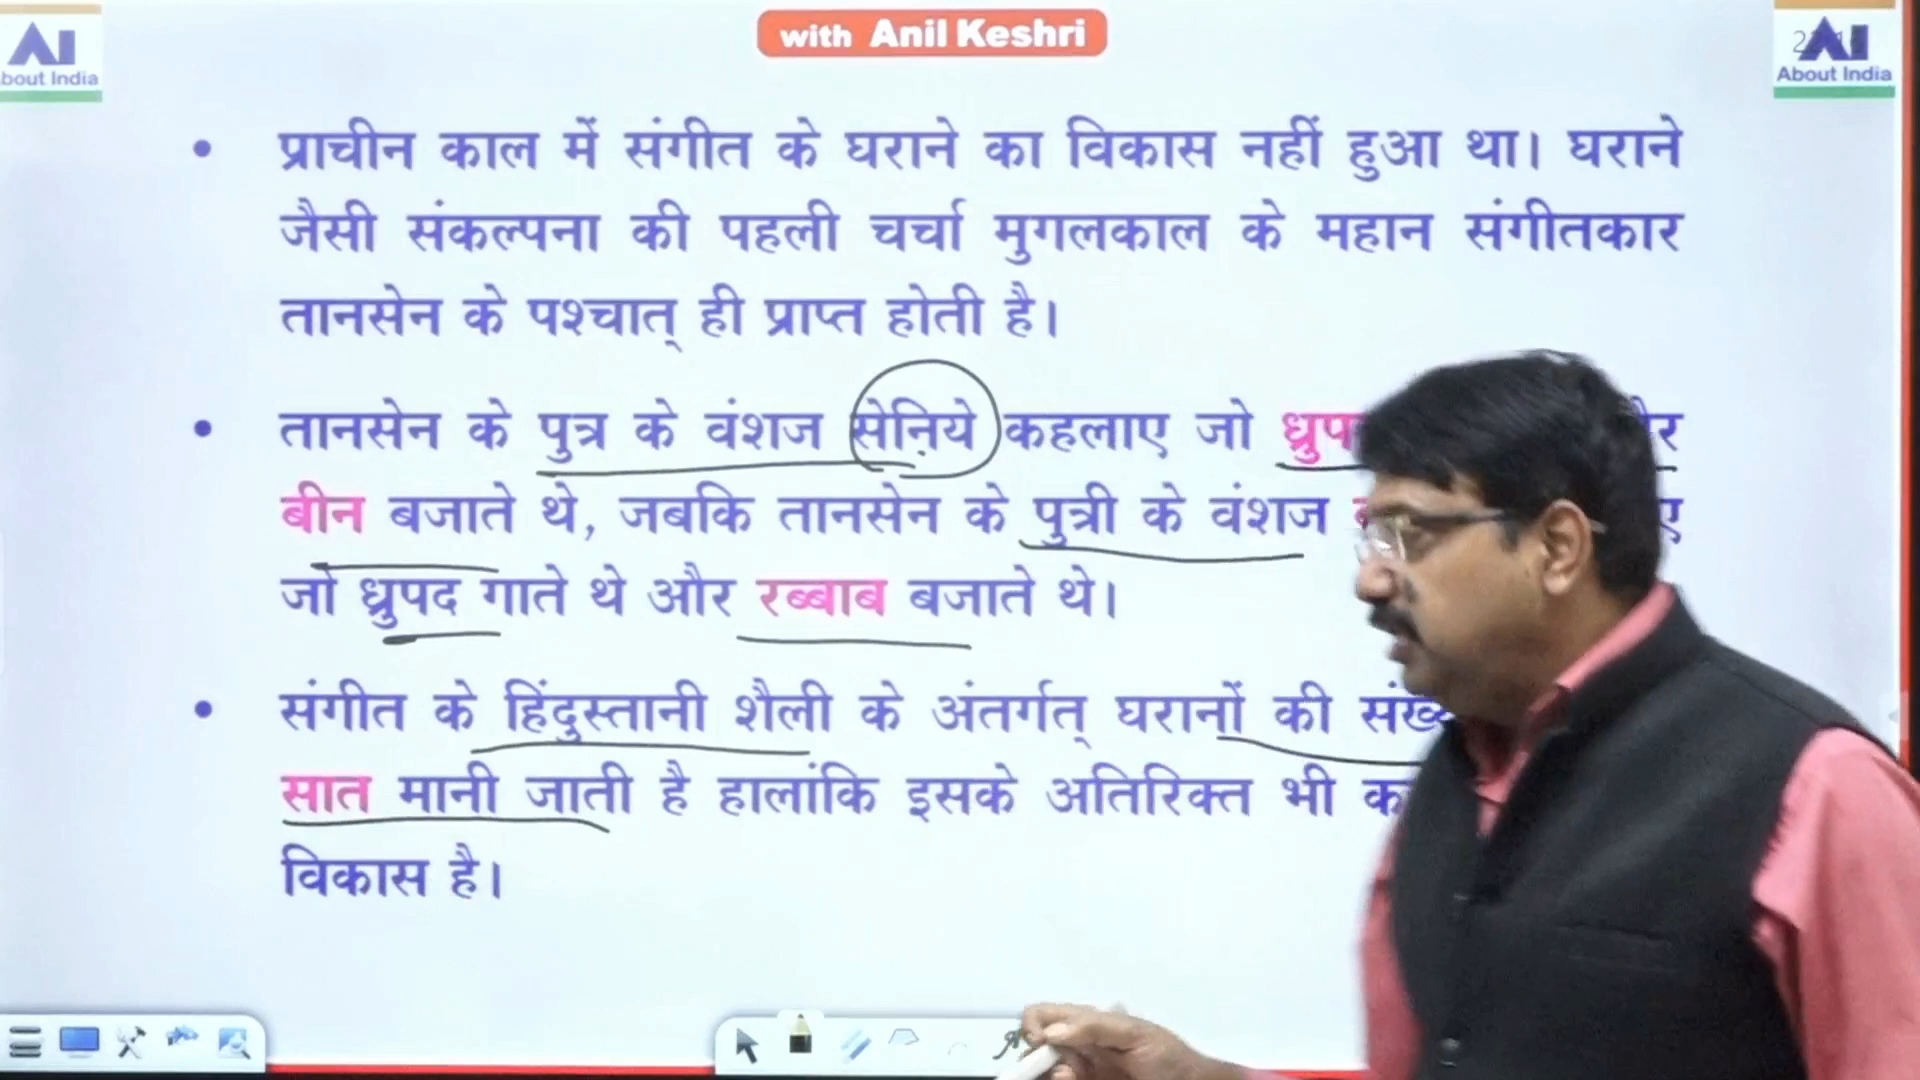 AI
bout India
with Anil Keshri
AI
About India
प्राचीन काल में संगीत के घराने का विकास नहीं हुआ था। घराने
जैसी संकल्पना की पहली चर्चा मुगलकाल के महान संगीतकार
तानसेन के पश्चात् ही प्राप्त होती है।
तानसेन के पुत्र के वंशज सेनिये कहलाए जो
बीन बजाते थे, जबकि तानसेन के पुत्री के वंशज
जो ध्रुपद गाते थे और रब्बाब बजाते थे।
संगीत के हिंदुस्तानी शैली के अंतर्गत् घरानों की
सात मानी जाती है हालांकि इसके अतिरिक्त भी
विकास है।